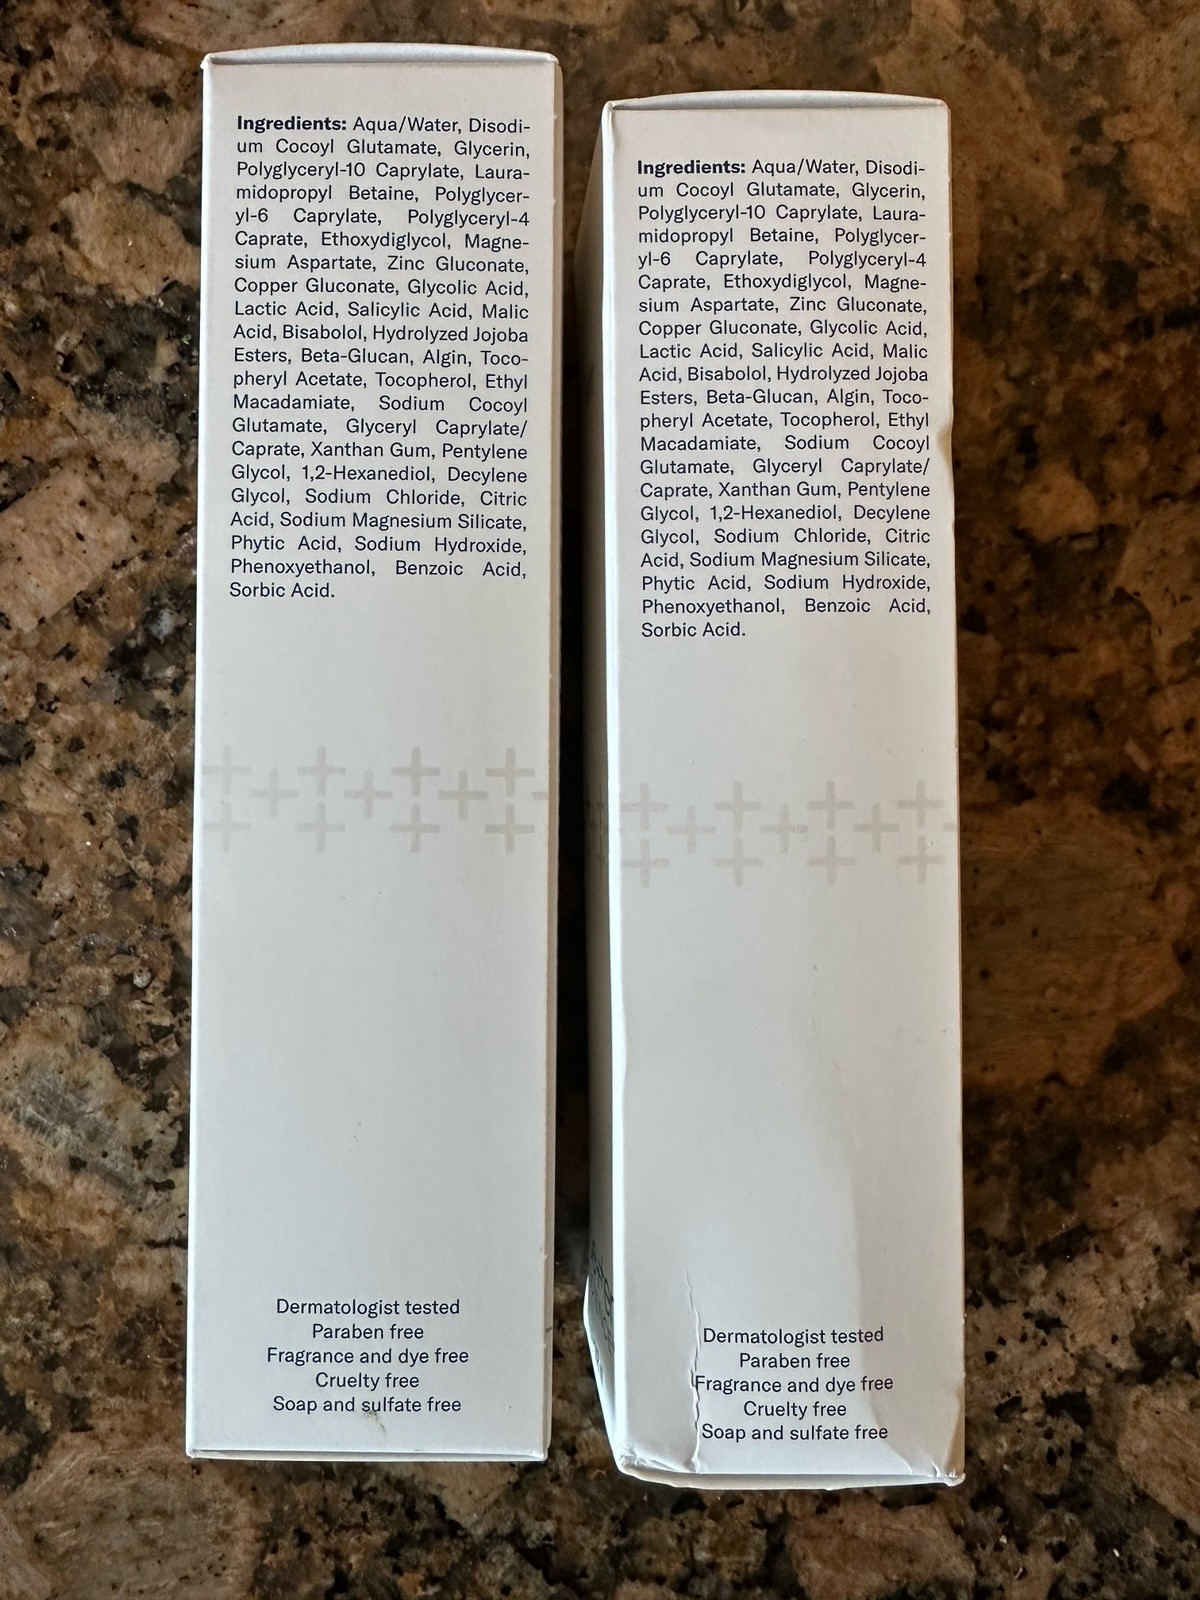 Ingredients: Aqua/Water, Disodi-
um Cocoyl Glutamate, Glycerin,
Polyglyceryl-10 Caprylate, Laura-
midopropyl Betaine, Polyglycer-
yl-6 Caprylate, Polyglyceryl-4
Caprate, Ethoxydiglycol, Magne-
sium Aspartate, Zinc Gluconate,
Copper Gluconate, Glycolic Acid,
Lactic Acid, Salicylic Acid, Malic
Acid, Bisabolol, Hydrolyzed Jojoba
Esters, Beta-Glucan, Algin, Toco-
pheryl Acetate, Tocopherol, Ethyl
Macadamiate, Sodium Cocoyl
Glutamate, Glyceryl Caprylate/
Caprate, Xanthan Gum, Pentylene
Glycol, 1,2-Hexanediol, Decylene
Glycol, Sodium Chloride, Citric
Acid, Sodium Magnesium Silicate,
Phytic Acid, Sodium Hydroxide,
Phenoxyethanol, Benzoic Acid,
Sorbic Acid.
Dermatologist tested
Paraben free
Fragrance and dye free
Cruelty free
Soap and sulfate free
Ingredients: Aqua/Water, Disodi-
um Cocoyl Glutamate, Glycerin,
Polyglyceryl-10 Caprylate, Laura-
midopropyl Betaine, Polyglycer-
yl-6 Caprylate, Polyglyceryl-4
Caprate, Ethoxydiglycol, Magne-
sium Aspartate, Zinc Gluconate,
Copper Gluconate, Glycolic Acid,
Lactic Acid, Salicylic Acid, Malic
Acid, Bisabolol, Hydrolyzed Jojoba
Esters, Beta-Glucan, Algin, Toco-
pheryl Acetate, Tocopherol, Ethyl
Macadamiate, Sodium Cocoyl
Glutamate, Glyceryl Caprylate/
Caprate, Xanthan Gum, Pentylene
Glycol, 1,2-Hexanediol, Decylene
Glycol, Sodium Chloride, Citric
Acid, Sodium Magnesium Silicate,
Phytic Acid, Sodium Hydroxide,
Phenoxyethanol, Benzoic Acid,
Sorbic Acid.
Dermatologist tested
Paraben free
Fragrance and dye free
Cruelty free
Soap and sulfate free